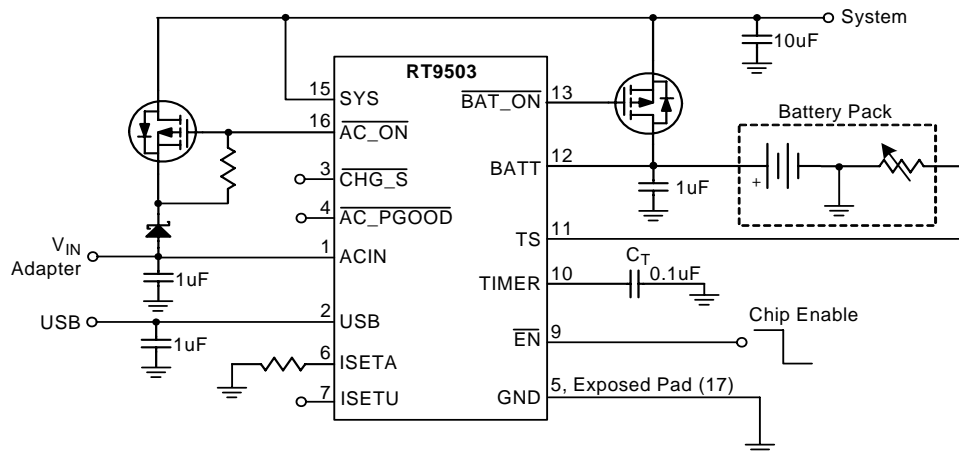 System
10uF
RT9503
15
SYS
16
AC_ON
3
CHG_S
4
AC_PGOOD
1
ACIN
2
USB
6
ISETA
7
ISETU
BAT_ON
13
BATT
12
TS
11
TIMER
10
EN
9
GND
5, Exposed Pad (17)
Battery Pack
+
1uF
CT
0.1uF
Chip Enable
VIN
Adapter
1uF
USB
1uF